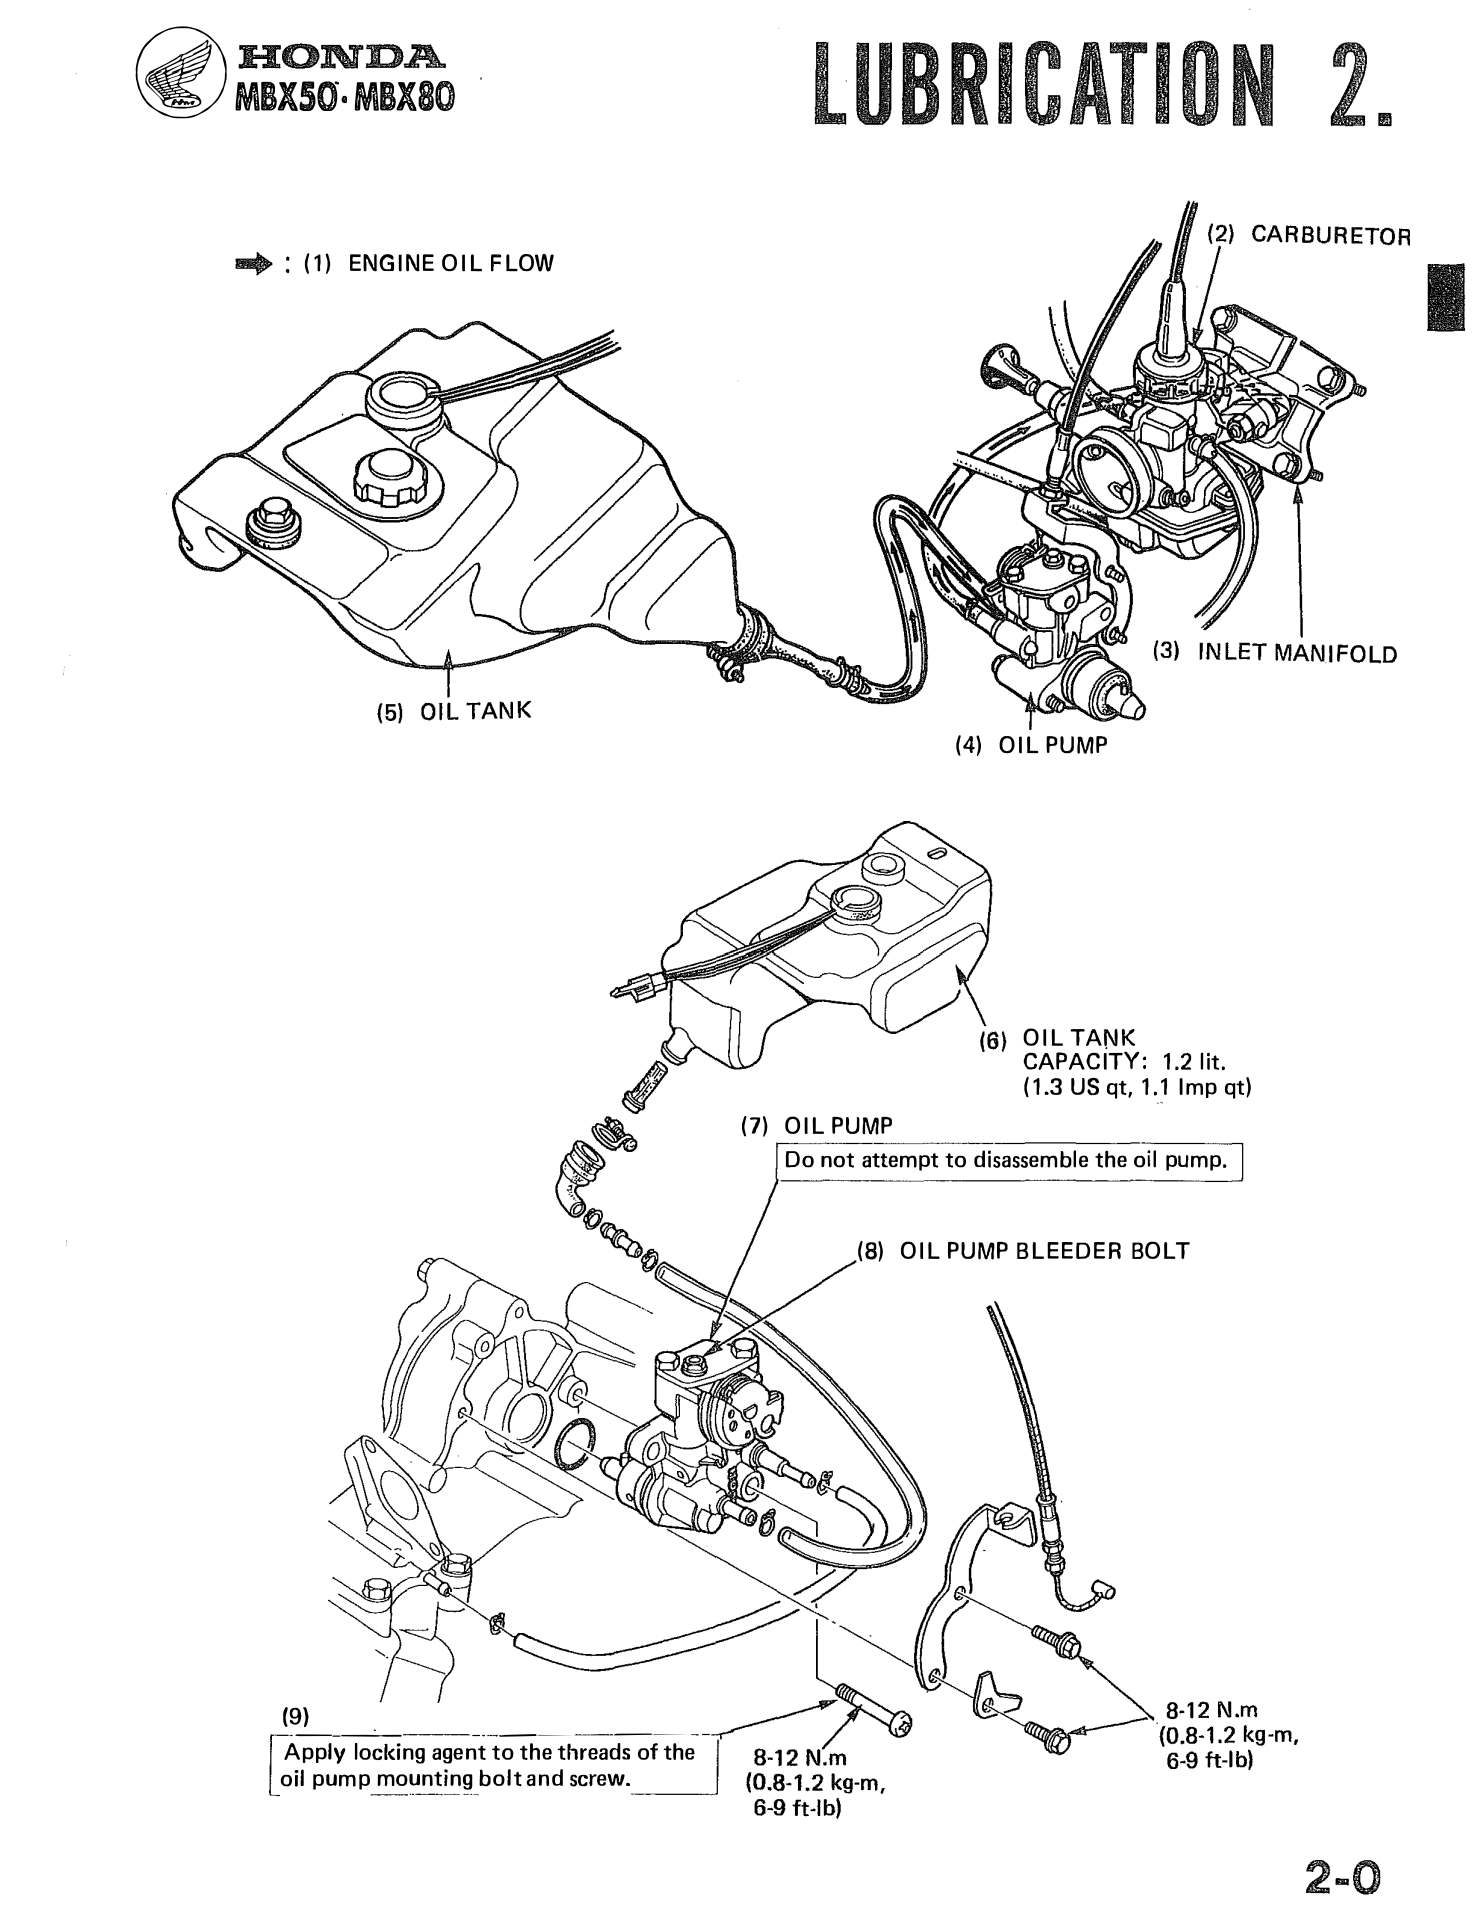 HONDA
MBX50·MBX80
LUBRICATION 2.
: (1) ENGINE OIL FLOW
(2) CARBURETOR
(3) INLET MANIFOLD
(5) OIL TANK
(4) OIL PUMP
(6) OIL TANK
CAPACITY: 1.2 lit.
(1.3 US qt, 1.1 Imp qt)
(7) OIL PUMP
Do not attempt to disassemble the oil pump.
(8) OIL PUMP BLEEDER BOLT
(9)
Apply locking agent to the threads of the
oil pump mounting bolt and screw.
8-12 N.m
(0.8-1.2 kg-m,
6-9 ft-lb)
8-12 N.m
(0.8-1.2 kg-m,
6-9 ft-lb)
2-0